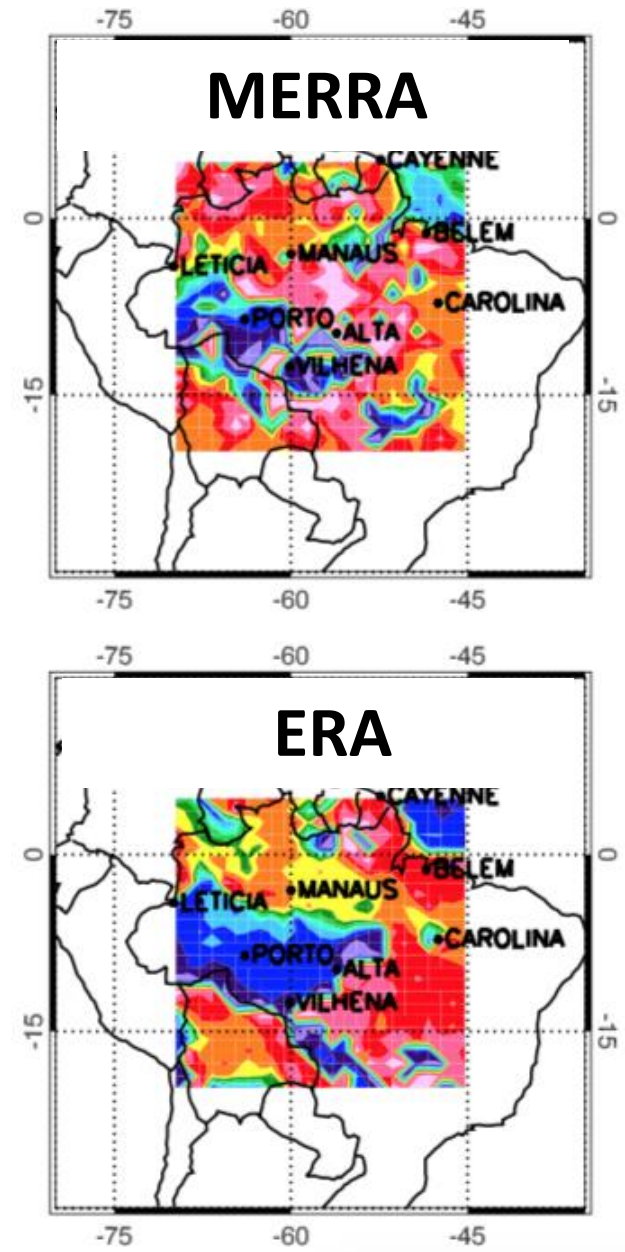 -75 -60 -45
MERRA
CAYENNE
0 0
BELEM
MANAUS
LETICIA
CAROLINA
PORTO
ALTA
VILHENA
-15 -15
-75 -60 -45
-75 -60 -45
ERA
CAYENNE
0 0
BELEM
MANAUS
LETICIA
CAROLINA
PORTO
ALTA
VILHENA
-15 -15
-75 -60 -45